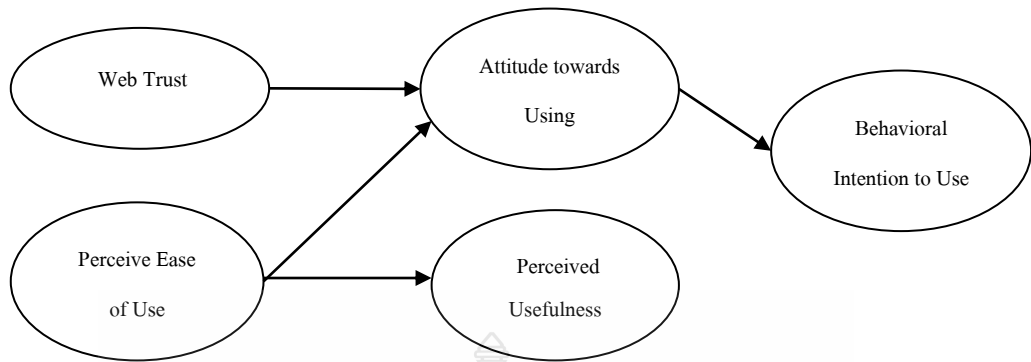 Web Trust
Attitude towards
Using
Behavioral
Intention to Use
Perceive Ease
of Use
Perceived
Usefulness